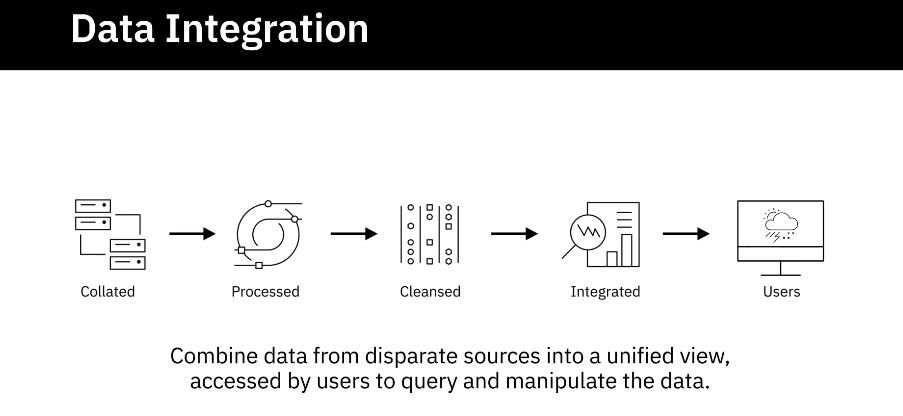 Data Integration
Collated
Processed
Cleansed
Integrated
Users
Combine data from disparate sources into a unified view,
accessed by users to query and manipulate the data.